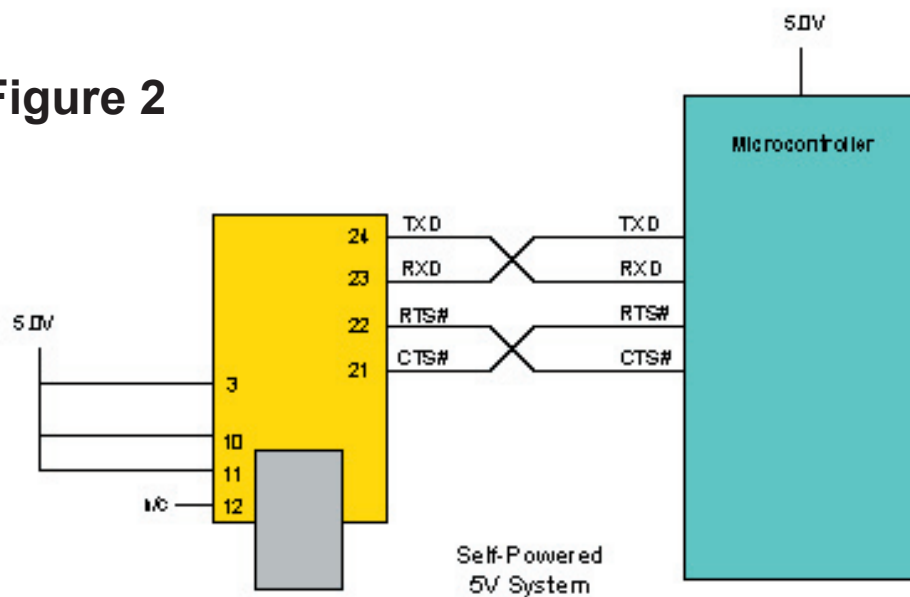 5.0V
Figure 2
Microcontroller
24 TXD TXD
23 RXD RXD
5.0V
22 RTS# RTS#
21 CTS# CTS#
3
10
11
n/c 12
Self-Powered
5V System